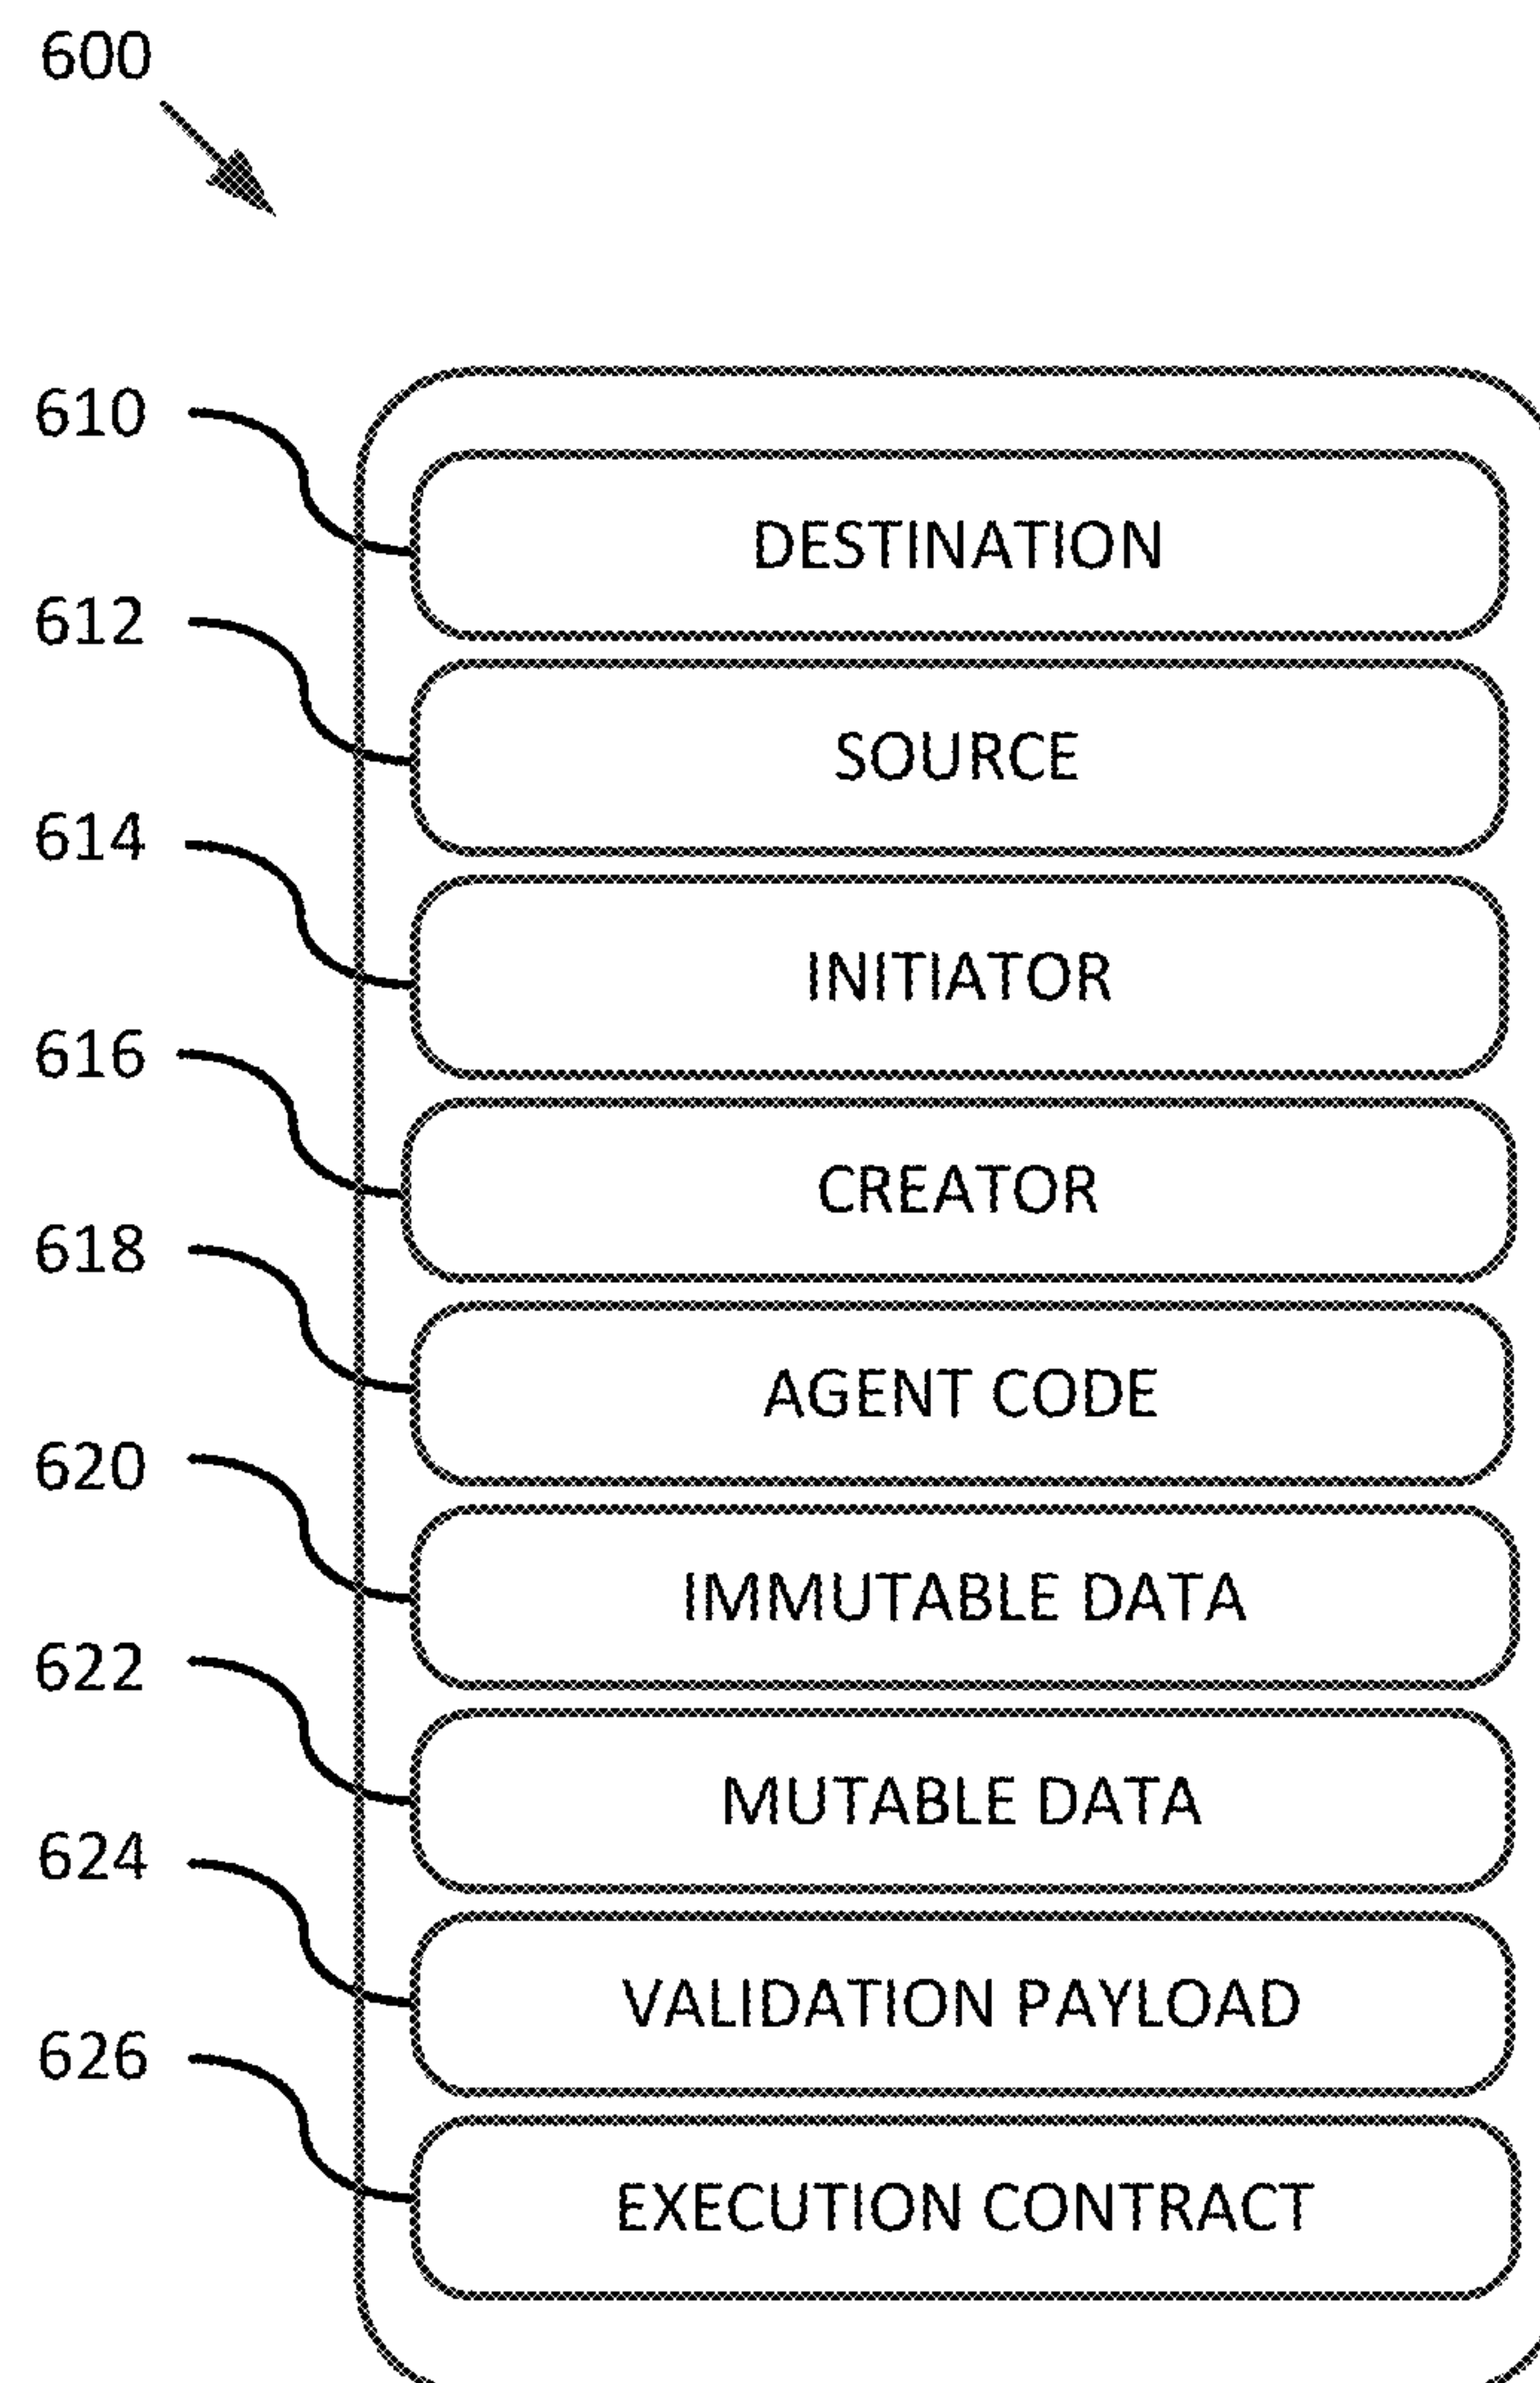 600
610
DESTINATION
612
SOURCE
614
INITIATOR
616
CREATOR
618
AGENT CODE
620
IMMUTABLE DATA
622
MUTABLE DATA
624
VALIDATION PAYLOAD
626
EXECUTION CONTRACT